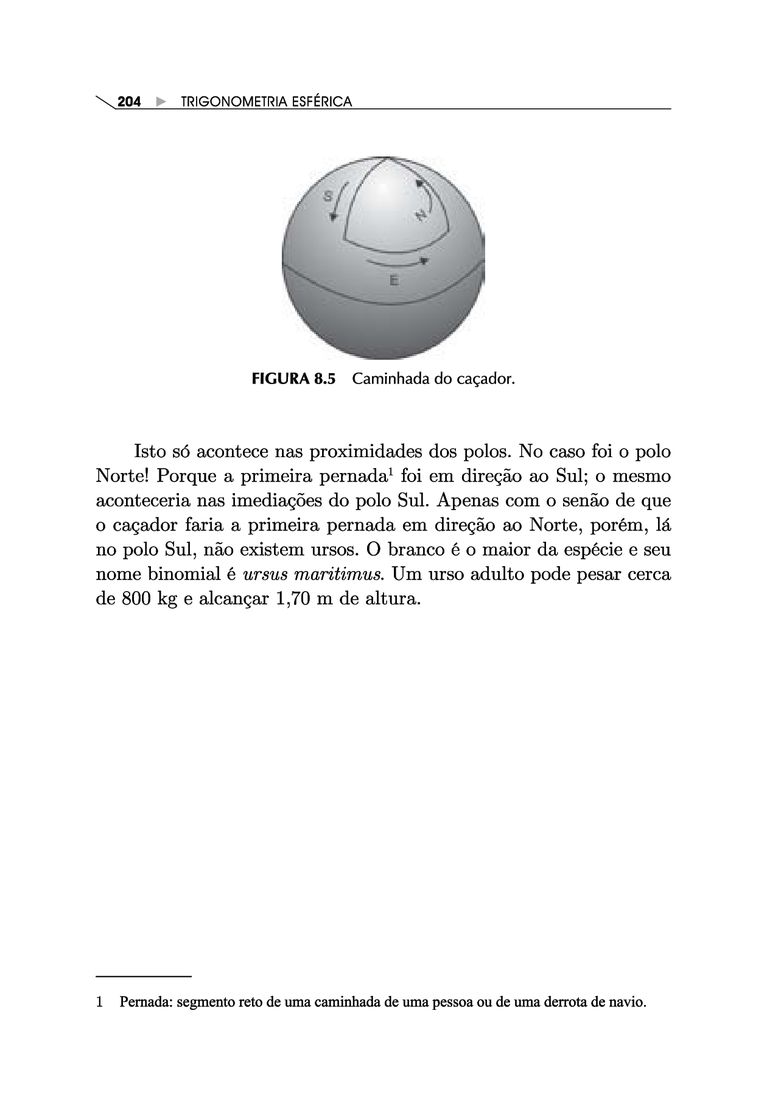 204 ▶ TRIGONOMETRIA ESFÉRICA
S
N
E
FIGURA 8.5 Caminhada do caçador.
Isto só acontece nas proximidades dos polos. No caso foi o polo
Norte! Porque a primeira pernada¹ foi em direção ao Sul; o mesmo
aconteceria nas imediações do polo Sul. Apenas com o senão de que
o caçador faria a primeira pernada em direção ao Norte, porém, lá
no polo Sul, não existem ursos. O branco é o maior da espécie e seu
nome binomial é ursus maritimus. Um urso adulto pode pesar cerca
de 800 kg e alcançar 1,70 m de altura.
1 Pernada: segmento reto de uma caminhada de uma pessoa ou de uma derrota de navio.